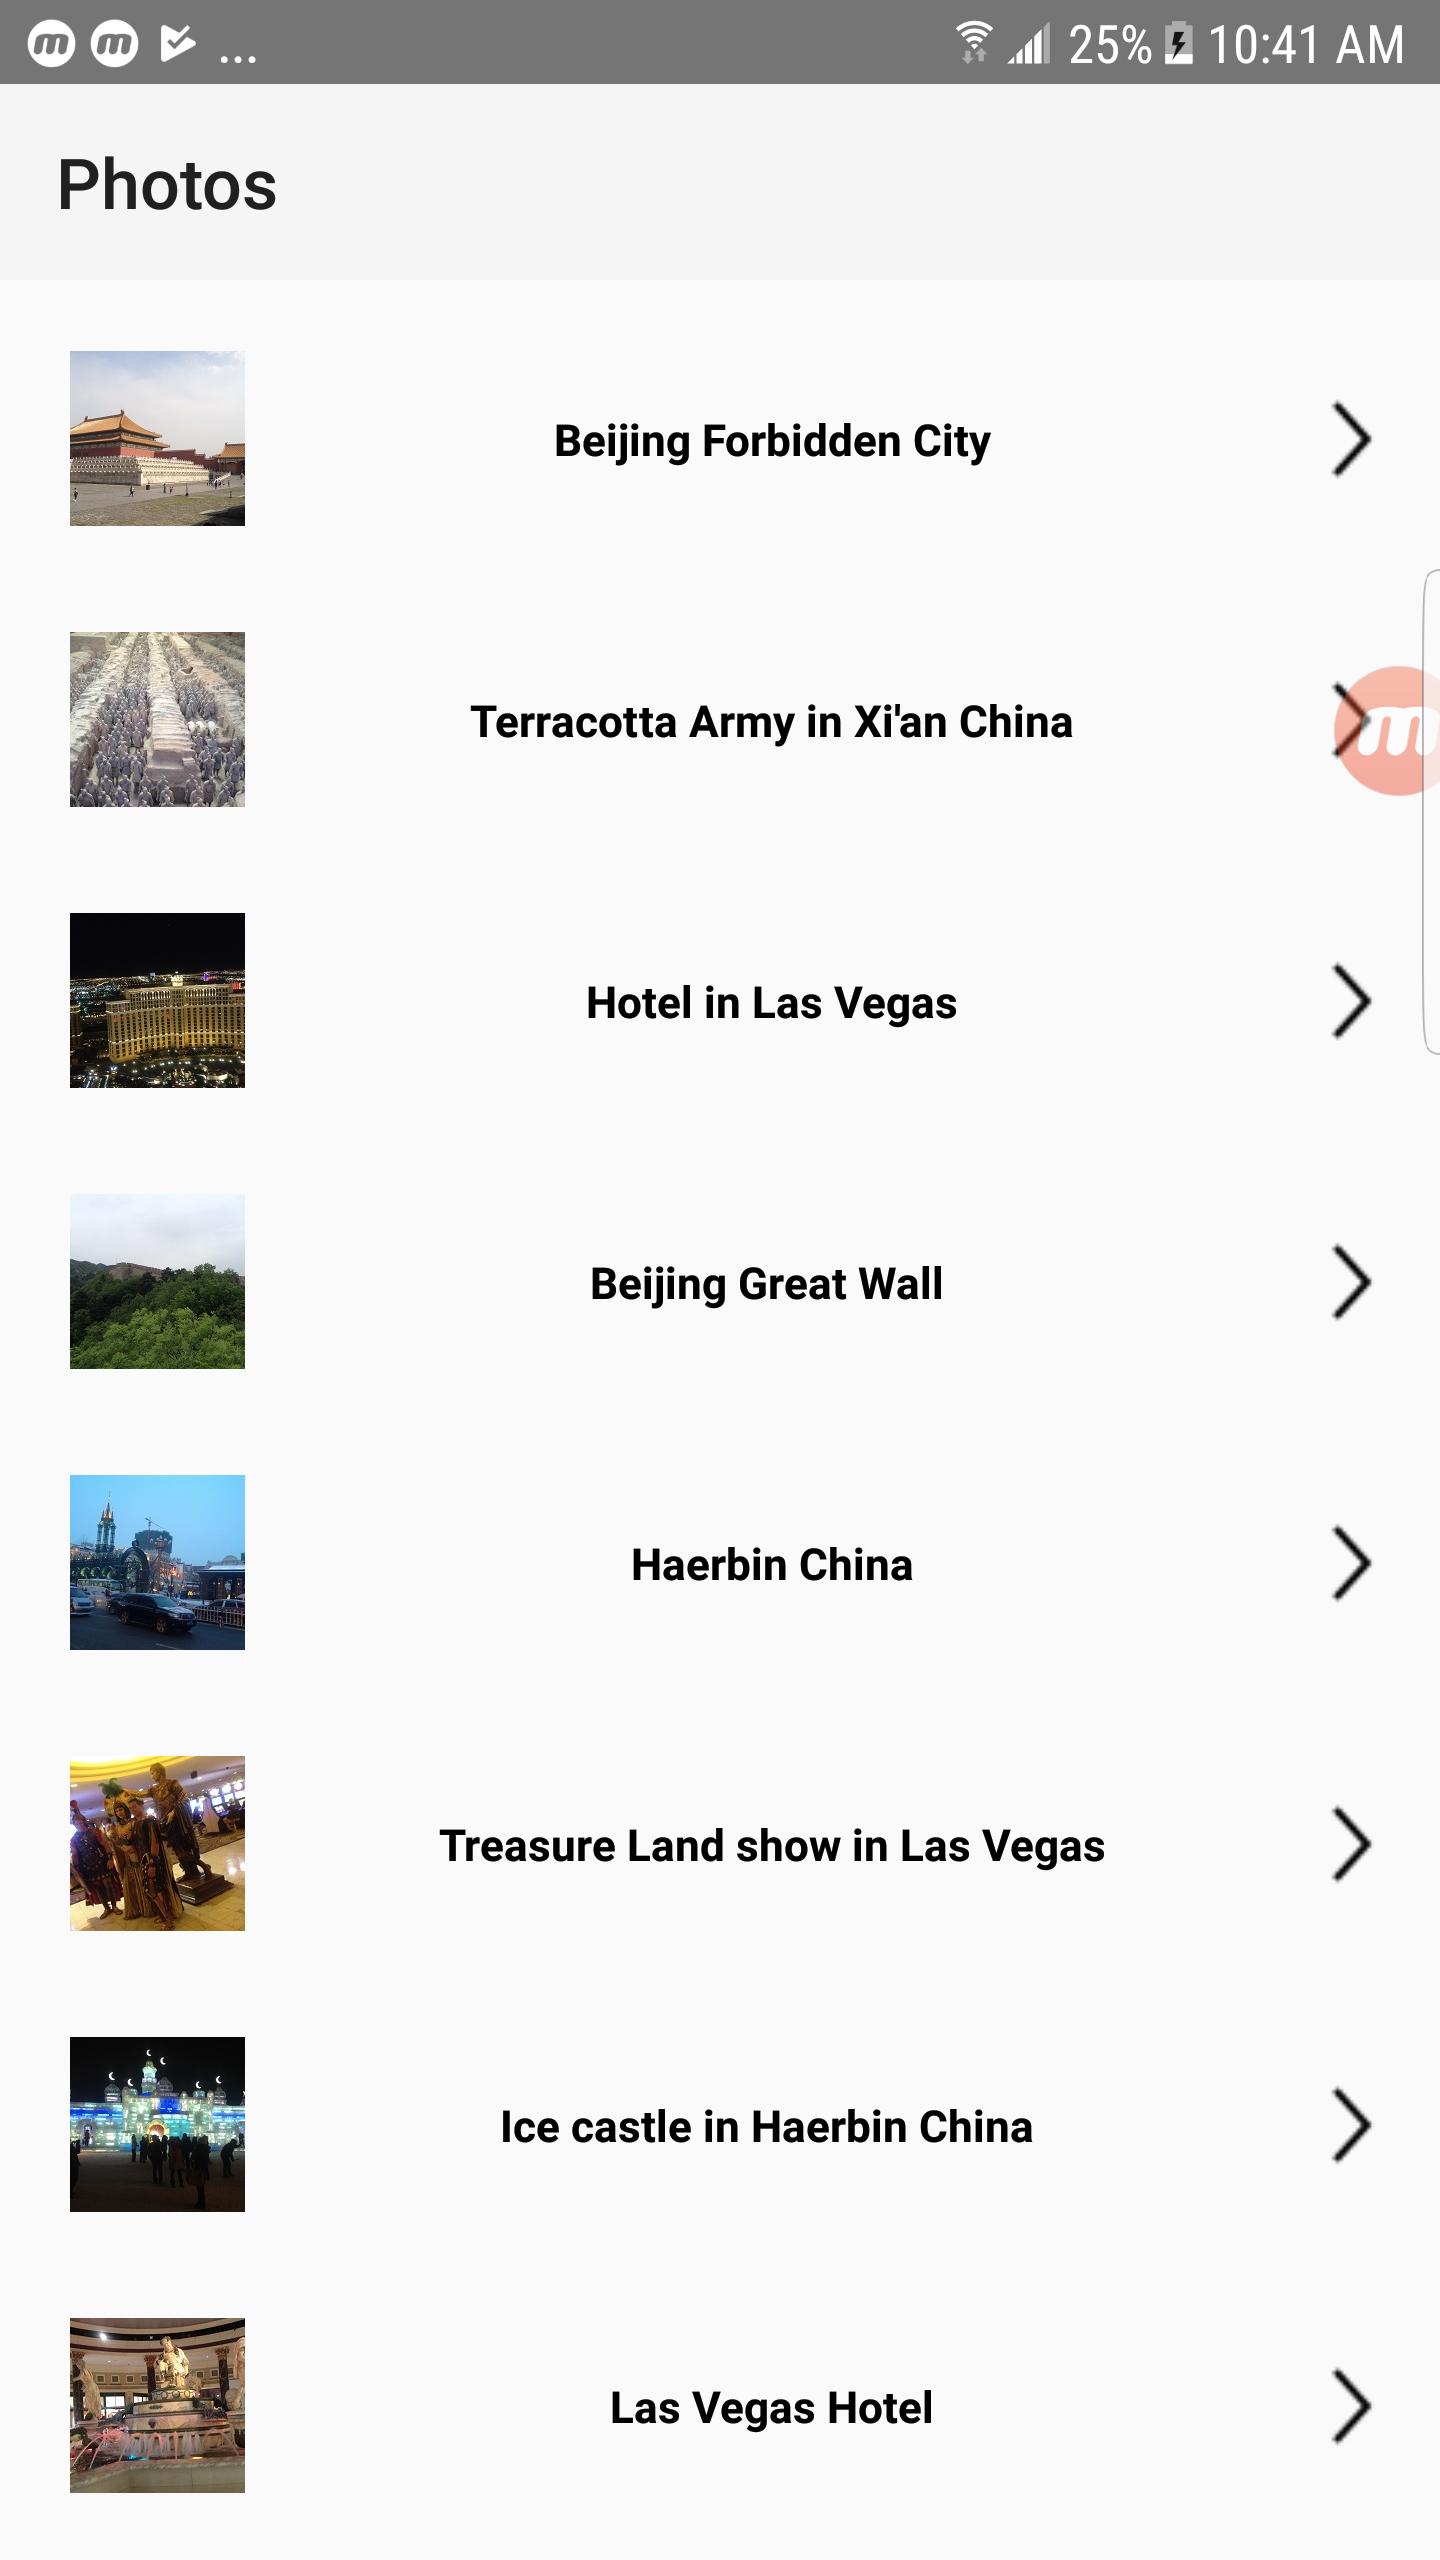 m m ... 25% 10:41 AM
Photos
Beijing Forbidden City
Terracotta Army in Xi'an China
m
Hotel in Las Vegas
Beijing Great Wall
Haerbin China
Treasure Land show in Las Vegas
Ice castle in Haerbin China
Las Vegas Hotel